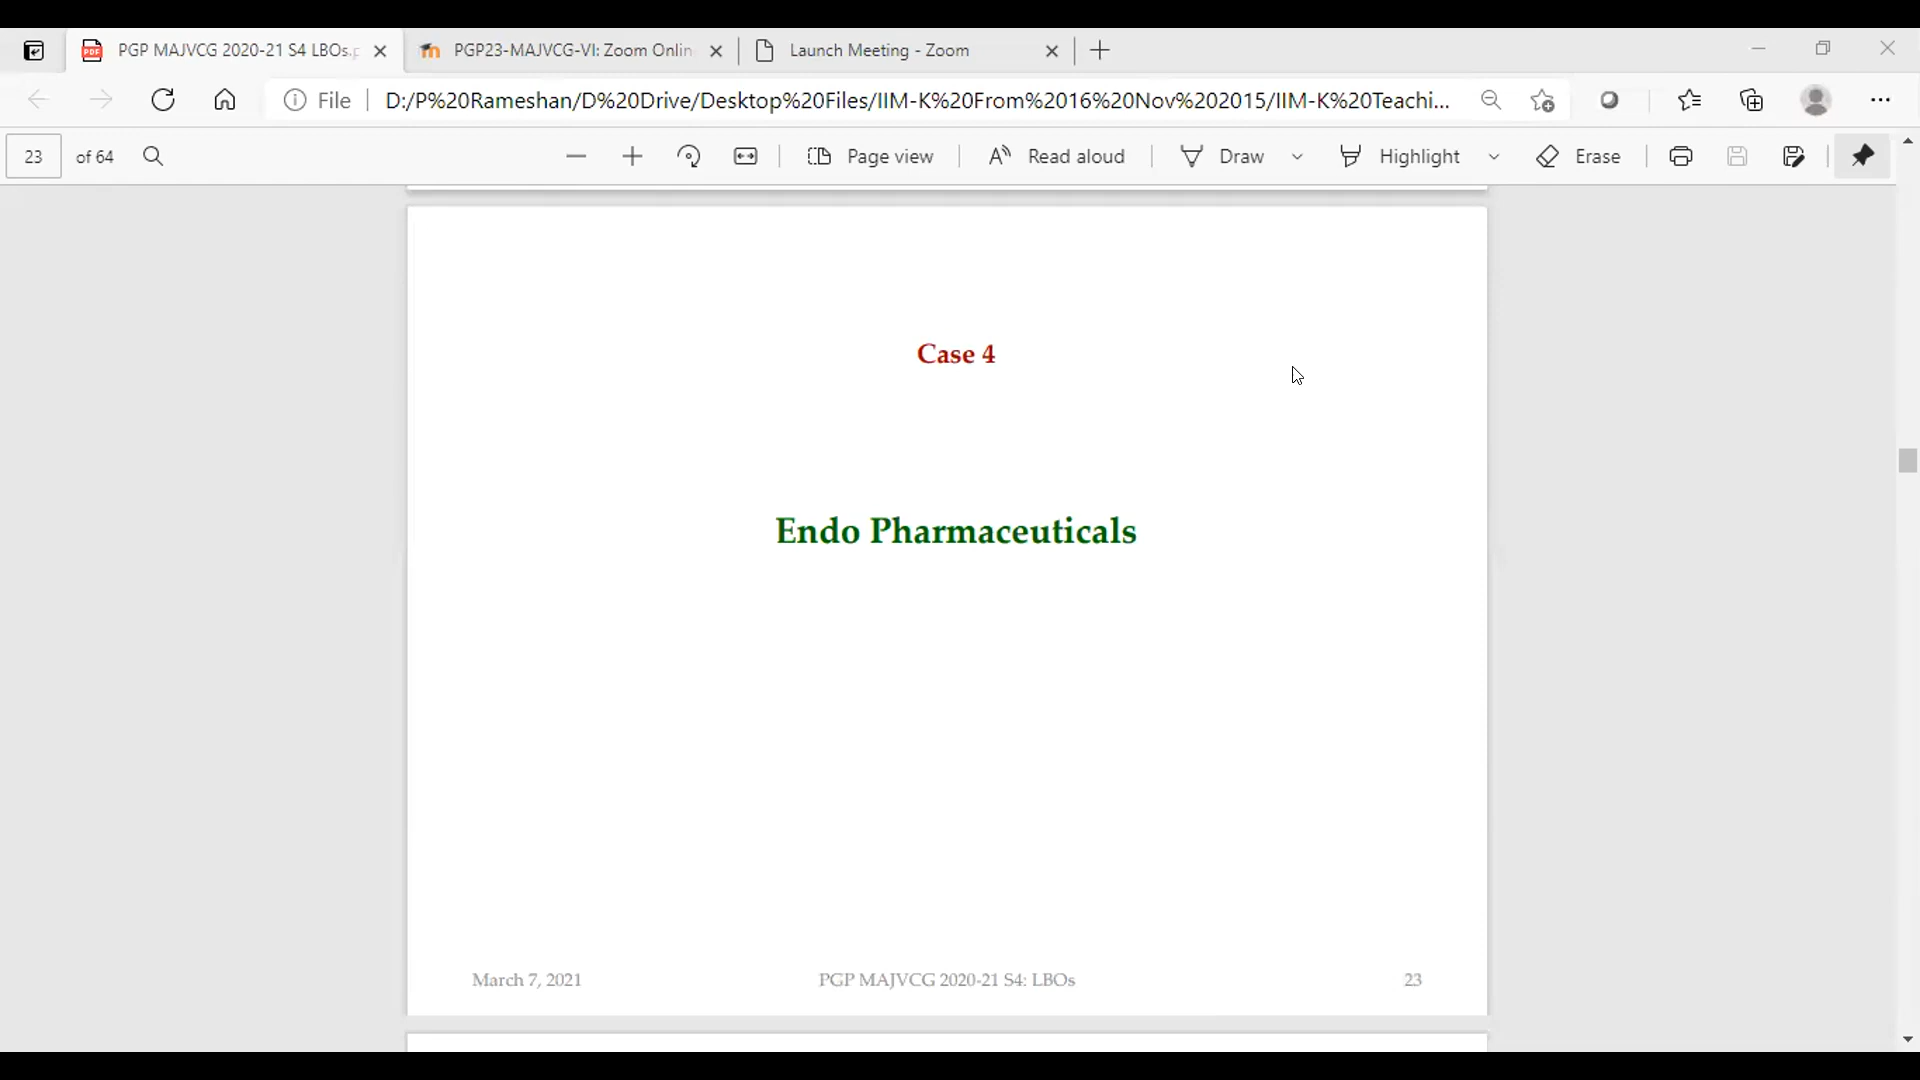 PGP MAJVCG 2020-21 S4 LBOs.p
PGP23-MAJVCG-VI: Zoom Onlin
Launch Meeting - Zoom
File
D:/P%20Rameshan/D%20Drive/Desktop%20Files/IIM-K%20From%2016%20Nov%202015/IIM-K%20Teachi...
23
of 64
Page view
Read aloud
Draw
Highlight
Erase
Case 4
Endo Pharmaceuticals
March 7, 2021
PGP MAJVCG 2020-21 S4: LBOs
23